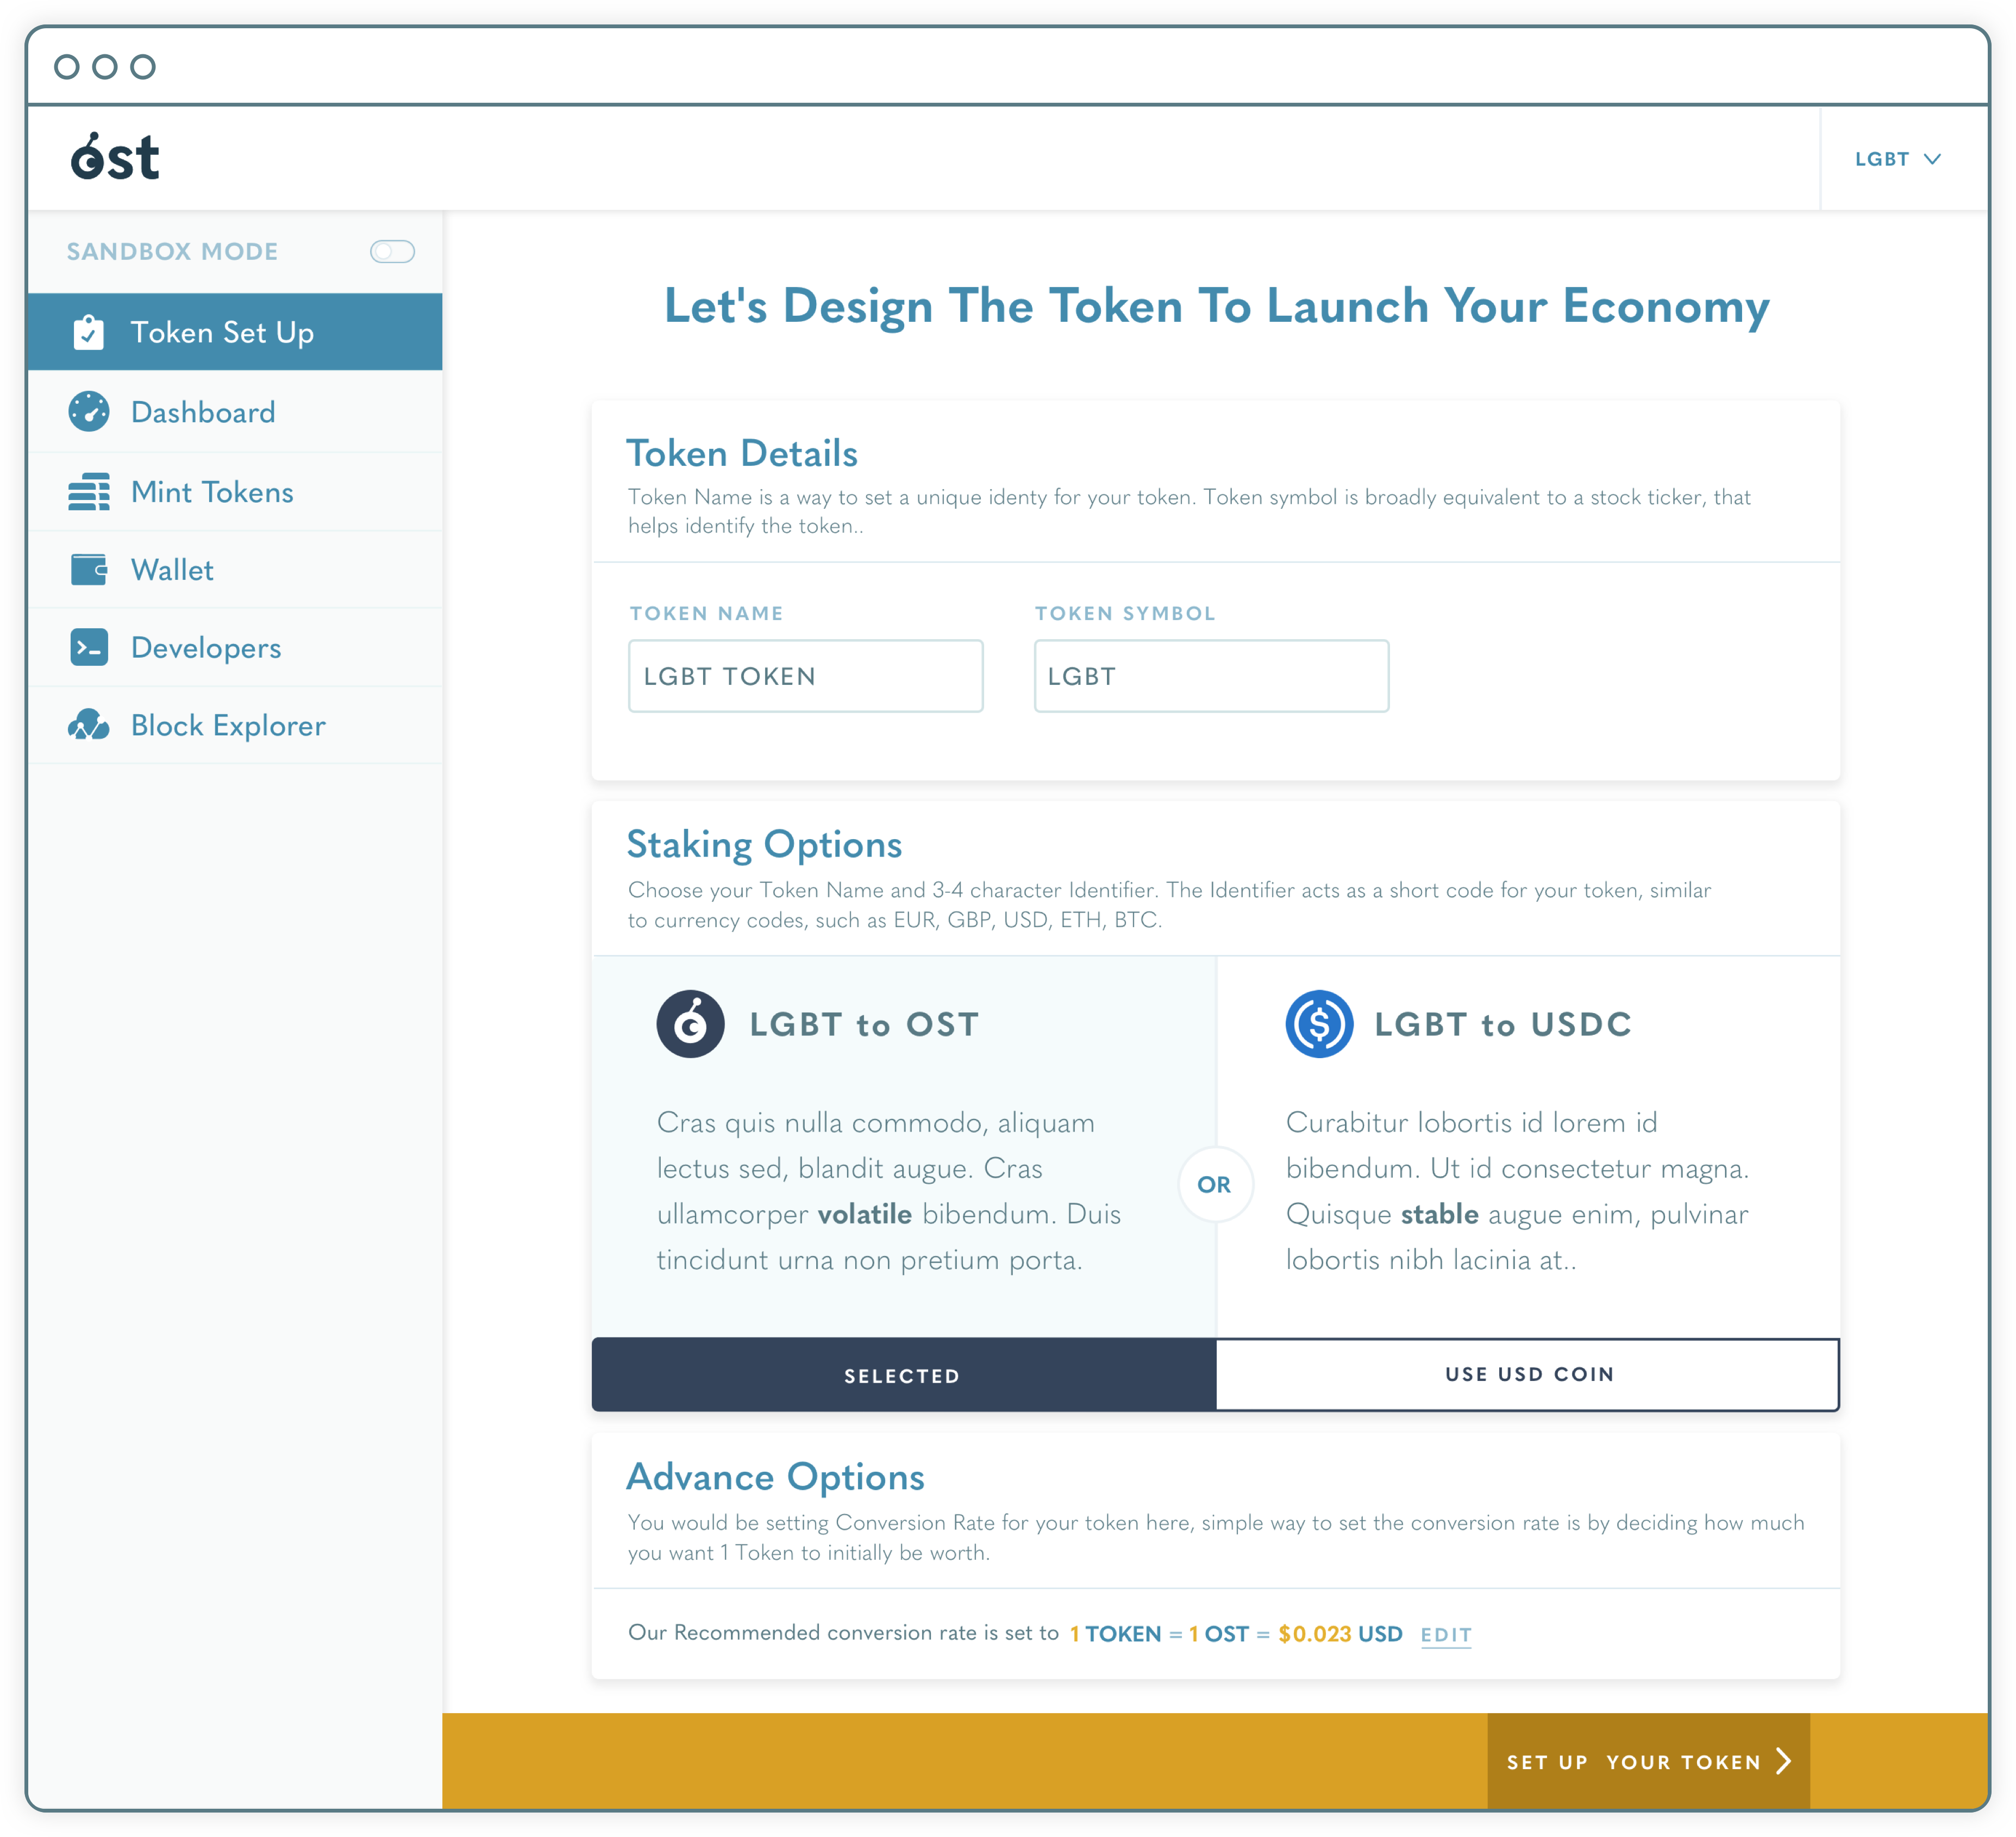 ost
LGBT
SANDBOX MODE
Token Set Up
Dashboard
Mint Tokens
Wallet
Developers
Block Explorer
Let's Design The Token To Launch Your Economy
Token Details
Token Name is a way to set a unique identy for your token. Token symbol is broadly equivalent to a stock ticker, that
helps identify the token..
TOKEN NAME
TOKEN SYMBOL
LGBT TOKEN
LGBT
Staking Options
Choose your Token Name and 3-4 character Identifier. The Identifier acts as a short code for your token, similar
to currency codes, such as EUR, GBP, USD, ETH, BTC.
LGBT to OST
Cras quis nulla commodo, aliquam
lectus sed, blandit augue. Cras
ullamcorper volatile bibendum. Duis
tincidunt urna non pretium porta.
SELECTED
OR
LGBT to USDC
Curabitur lobortis id lorem id
bibendum. Ut id consectetur magna.
Quisque stable augue enim, pulvinar
lobortis nibh lacinia at..
USE USD COIN
Advance Options
You would be setting Conversion Rate for your token here, simple way to set the conversion rate is by deciding how much
you want 1 Token to initially be worth.
Our Recommended conversion rate is set to 1 TOKEN = 1 OST = $0.023 USD EDIT
SET UP YOUR TOKEN